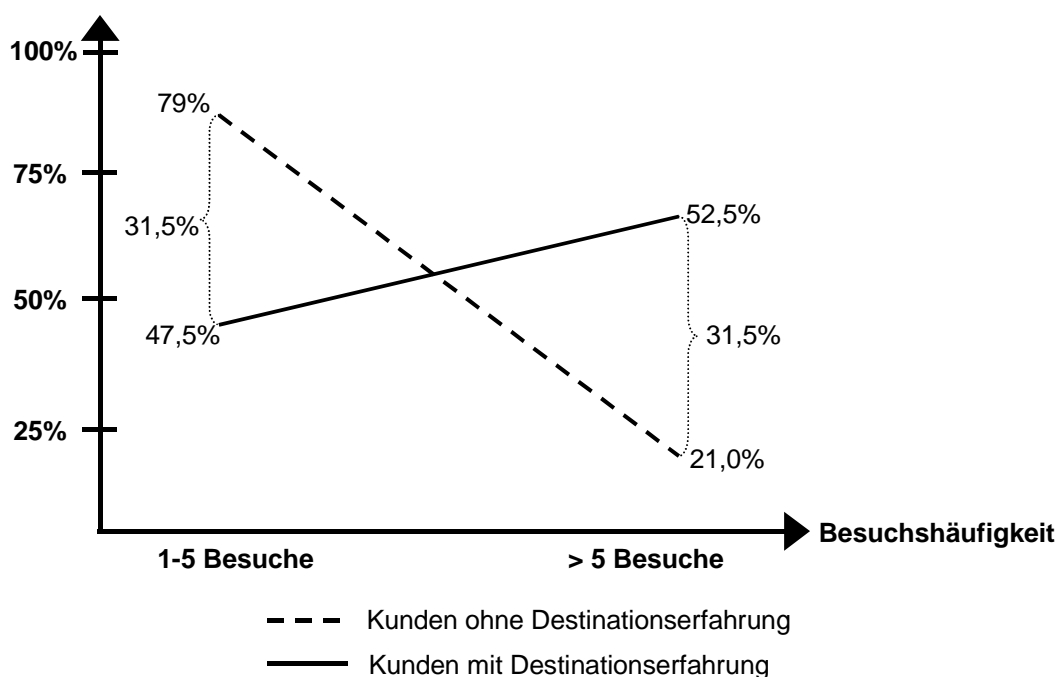 100%
79%
75%
52,5%
31,5%
50%
47,5%
31,5%
25%
21,0%
Besuchshäufigkeit
1-5 Besuche
> 5 Besuche
Kunden ohne Destinationserfahrung
Kunden mit Destinationserfahrung